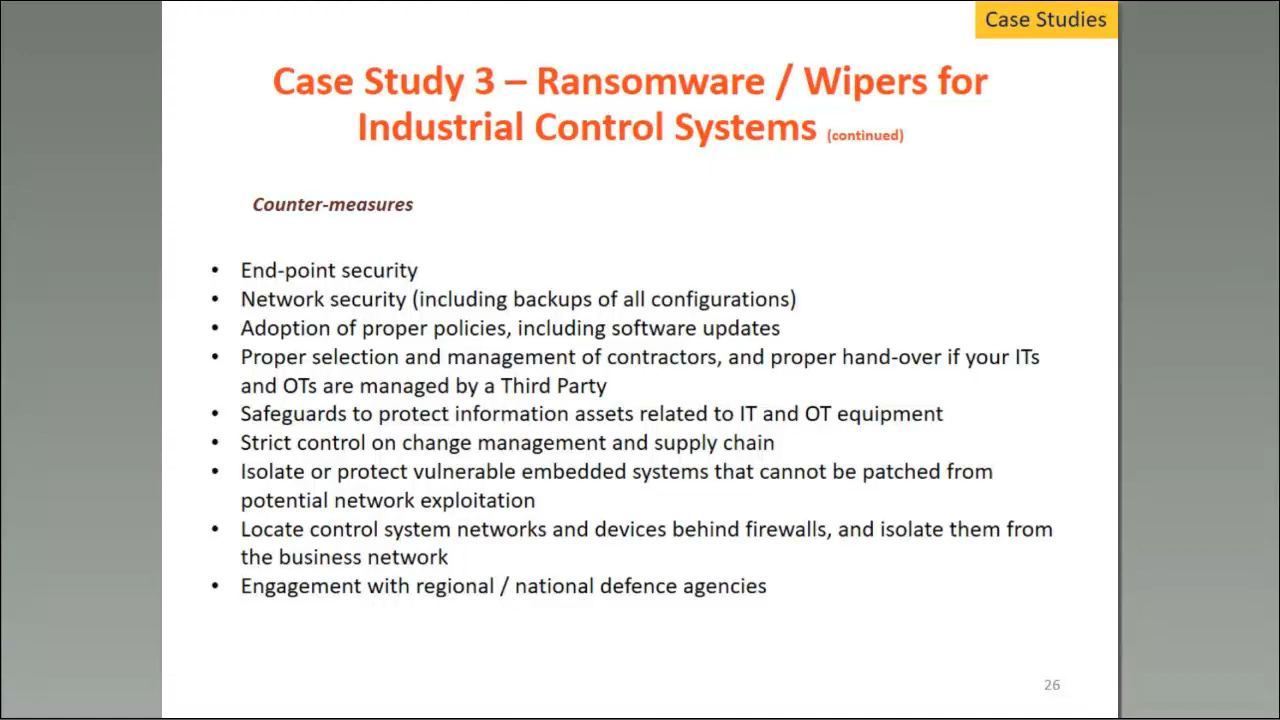 Case Studies
Case Study 3 – Ransomware / Wipers for
Industrial Control Systems (continued)
Counter-measures
• End-point security
• Network security (including backups of all configurations)
• Adoption of proper policies, including software updates
• Proper selection and management of contractors, and proper hand-over if your ITs
and OTs are managed by a Third Party
• Safeguards to protect information assets related to IT and OT equipment
• Strict control on change management and supply chain
• Isolate or protect vulnerable embedded systems that cannot be patched from
potential network exploitation
• Locate control system networks and devices behind firewalls, and isolate them from
the business network
• Engagement with regional / national defence agencies
26